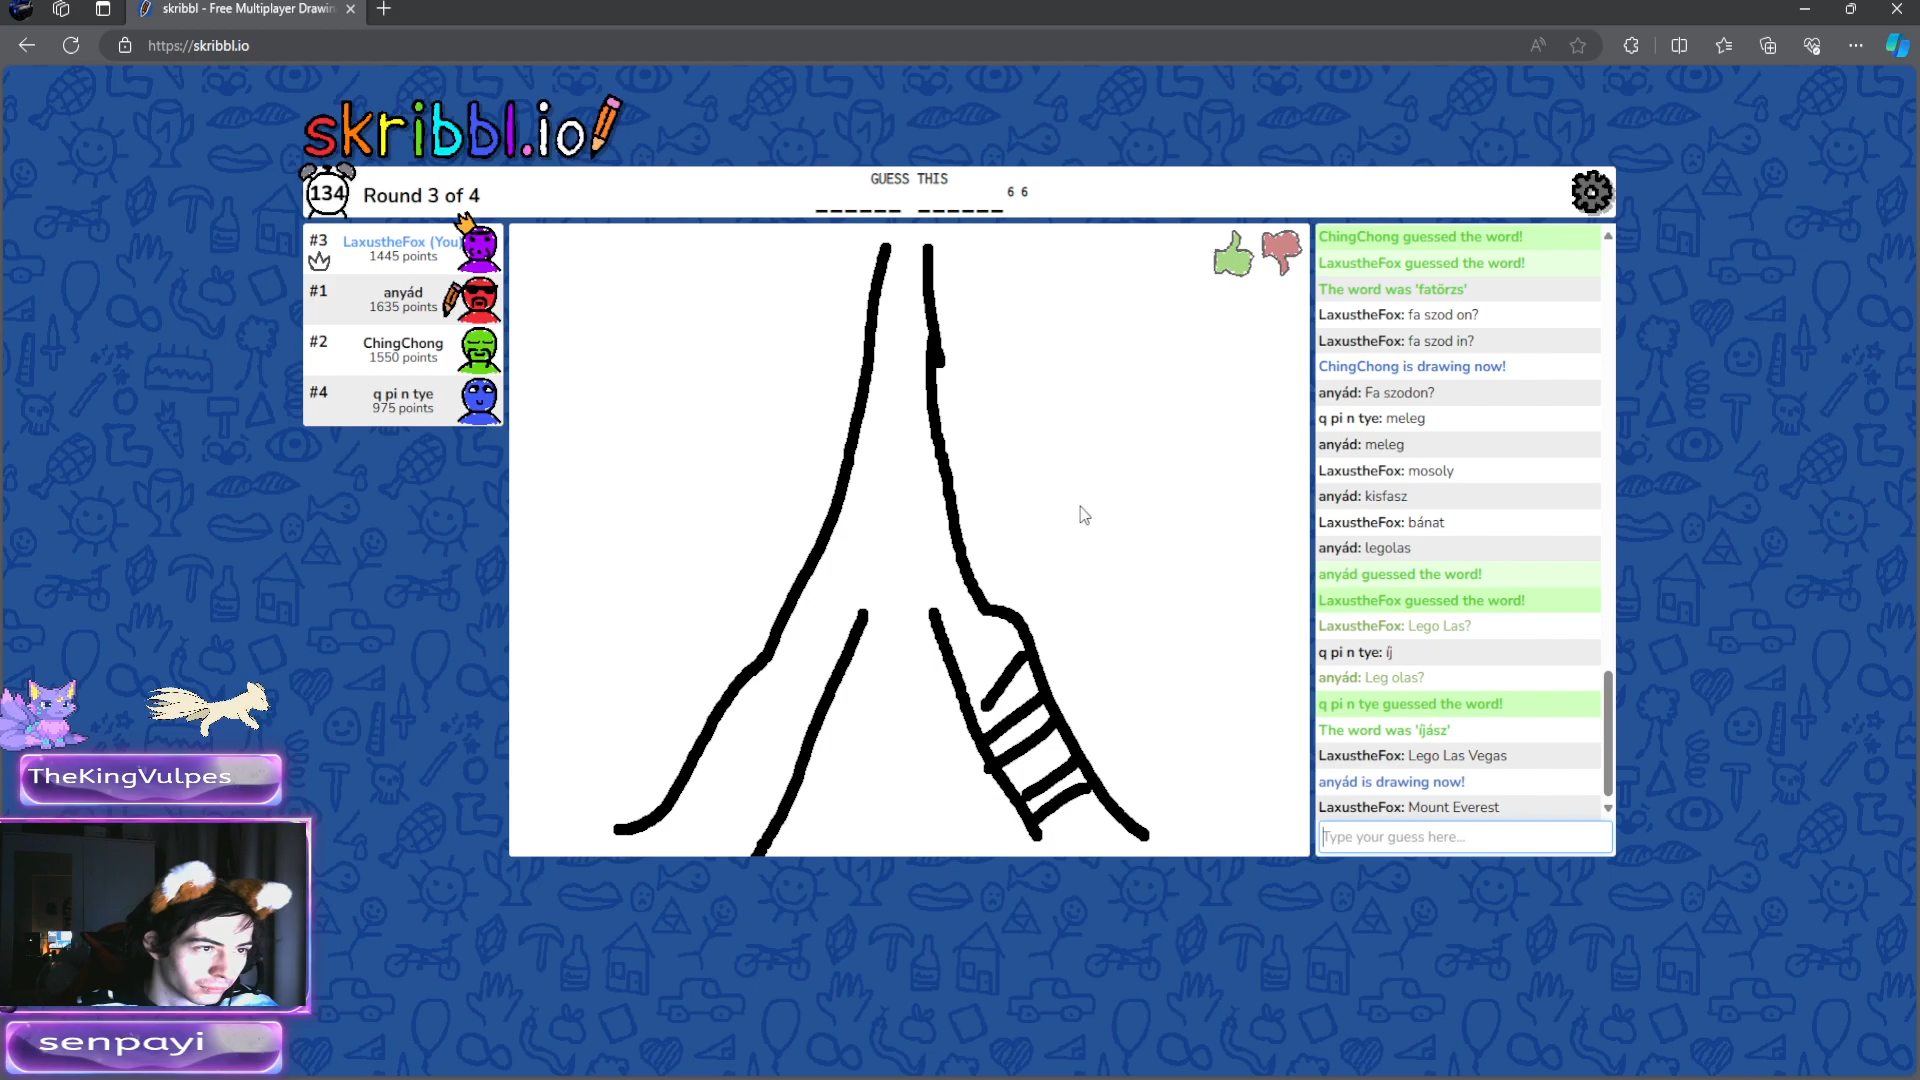 skribbl - Free Multiplayer Drawin
https://skribbl.io
skribbl.io
134
Round 3 of 4
GUESS THIS
______ ______ 6 6
#3 LaxustheFox (You)
1445 points
#1 anyád
1635 points
#2 ChingChong
1550 points
#4 q pi n tye
975 points
ChingChong guessed the word!
LaxustheFox guessed the word!
The word was 'fatörzs'
LaxustheFox: fa szod on?
LaxustheFox: fa szod in?
ChingChong is drawing now!
anyád: Fa szodon?
q pi n tye: meleg
anyád: meleg
LaxustheFox: mosoly
anyád: kisfasz
LaxustheFox: bánat
anyád: legolas
anyád guessed the word!
LaxustheFox guessed the word!
LaxustheFox: Lego Las?
q pi n tye: íj
anyád: Leg olas?
q pi n tye guessed the word!
The word was 'íjász'
LaxustheFox: Lego Las Vegas
anyád is drawing now!
LaxustheFox: Mount Everest
Type your guess here...
TheKingVulpes
senpayi